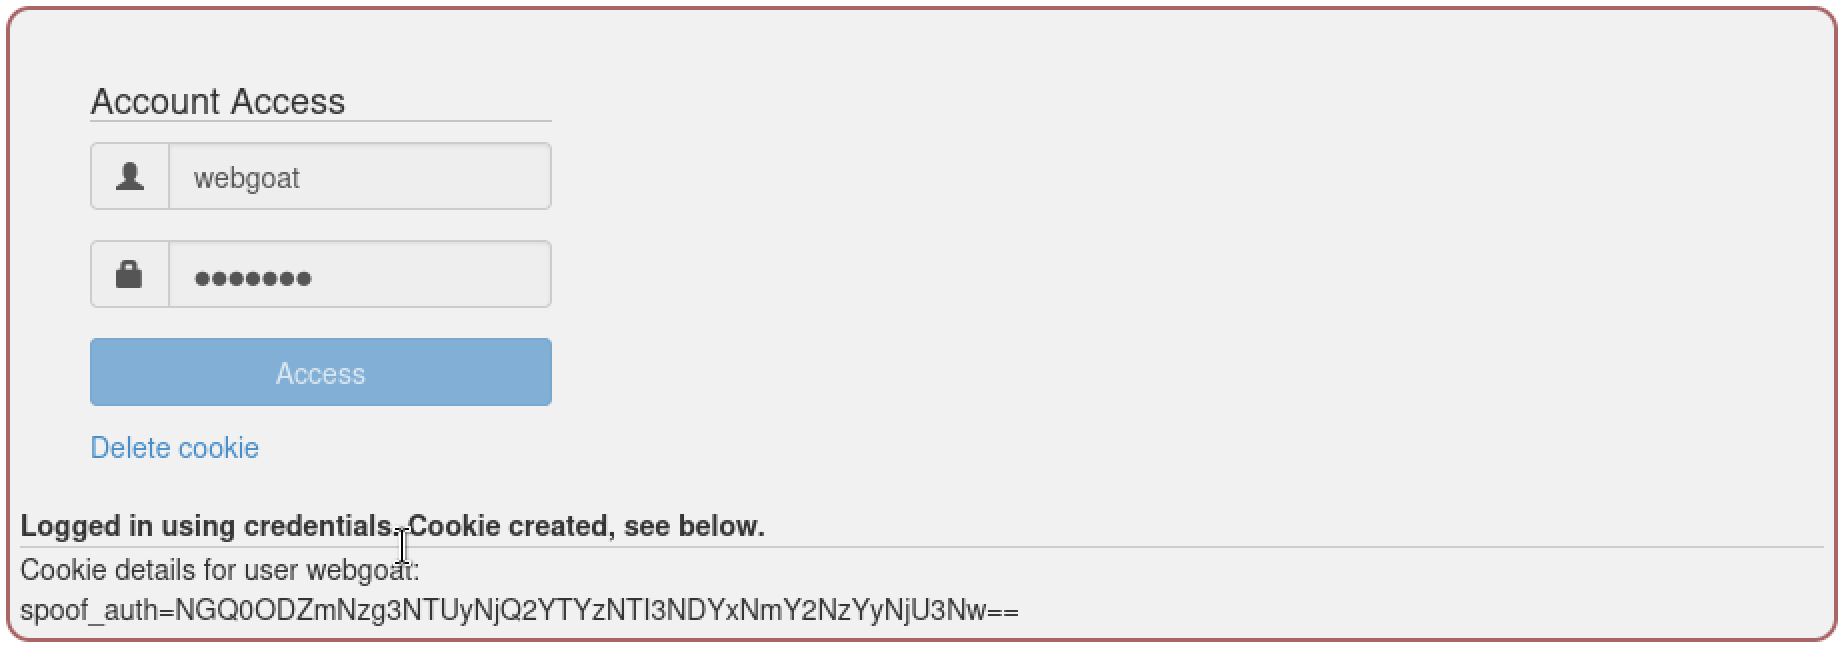 Account Access
webgoat
●●●●●●●
Access
Delete cookie
Logged in using credentials. Cookie created, see below.
Cookie details for user webgoat:
spoof_auth=NGQ0ODZmNzg3NTUyNjQ2YTYzNTI3NDYxNmY2NzYyNjU3Nw==